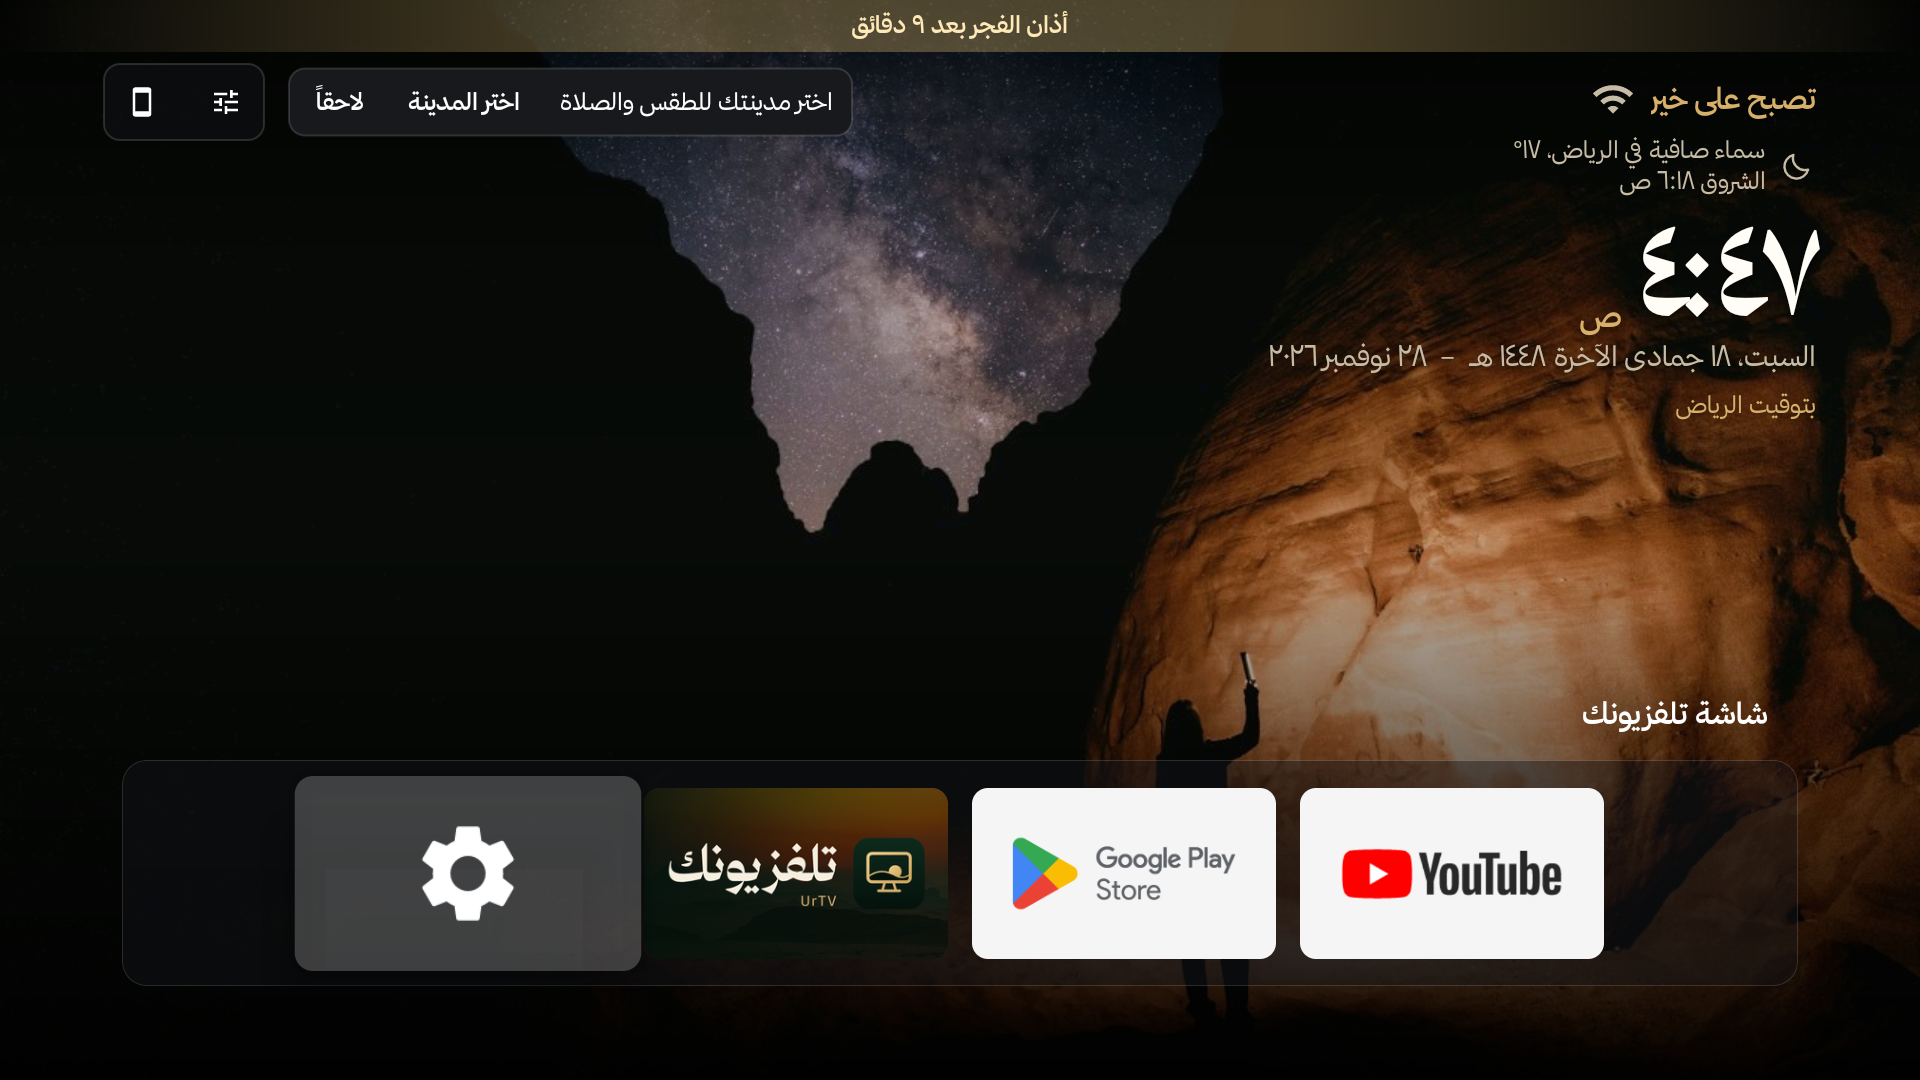 أذان الفجر بعد ٩ دقائق
تصبح على خير
سماء صافية في الرياض، ١٧°
الشروق ٦:١٨ ص
٤:٤٧ ص
السبت، ١٨ جمادى الآخرة ١٤٤٨ هـ – ٢٨ نوفمبر ٢٠٢٦
بتوقيت الرياض
اختر مدينتك للطقس والصلاة
اختر المدينة
لاحقاً
شاشة تلفزيونك
YouTube
Google Play
Store
تلفزيونك
UrTV